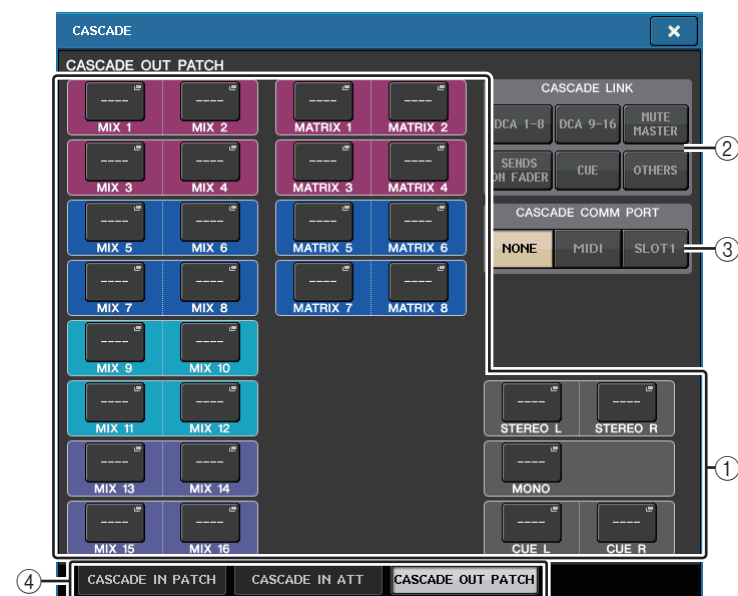 CASCADE
CASCADE OUT PATCH
---- ---- ---- ----
MIX 1 MIX 2 MATRIX 1 MATRIX 2
---- ---- ---- ----
MIX 3 MIX 4 MATRIX 3 MATRIX 4
---- ---- ---- ----
MIX 5 MIX 6 MATRIX 5 MATRIX 6
---- ---- ---- ----
MIX 7 MIX 8 MATRIX 7 MATRIX 8
---- ----
MIX 9 MIX 10
---- ----
MIX 11 MIX 12
---- ----
MIX 13 MIX 14
---- ----
MIX 15 MIX 16
CASCADE LINK
DCA 1-8 DCA 9-16 MUTE
MASTER
SENDS
ON FADER CUE OTHERS
②
CASCADE COMM PORT
NONE MIDI SLOT1
③
---- ----
STEREO L STEREO R
----
MONO
①
---- ----
CUE L CUE R
④
CASCADE IN PATCH CASCADE IN ATT CASCADE OUT PATCH